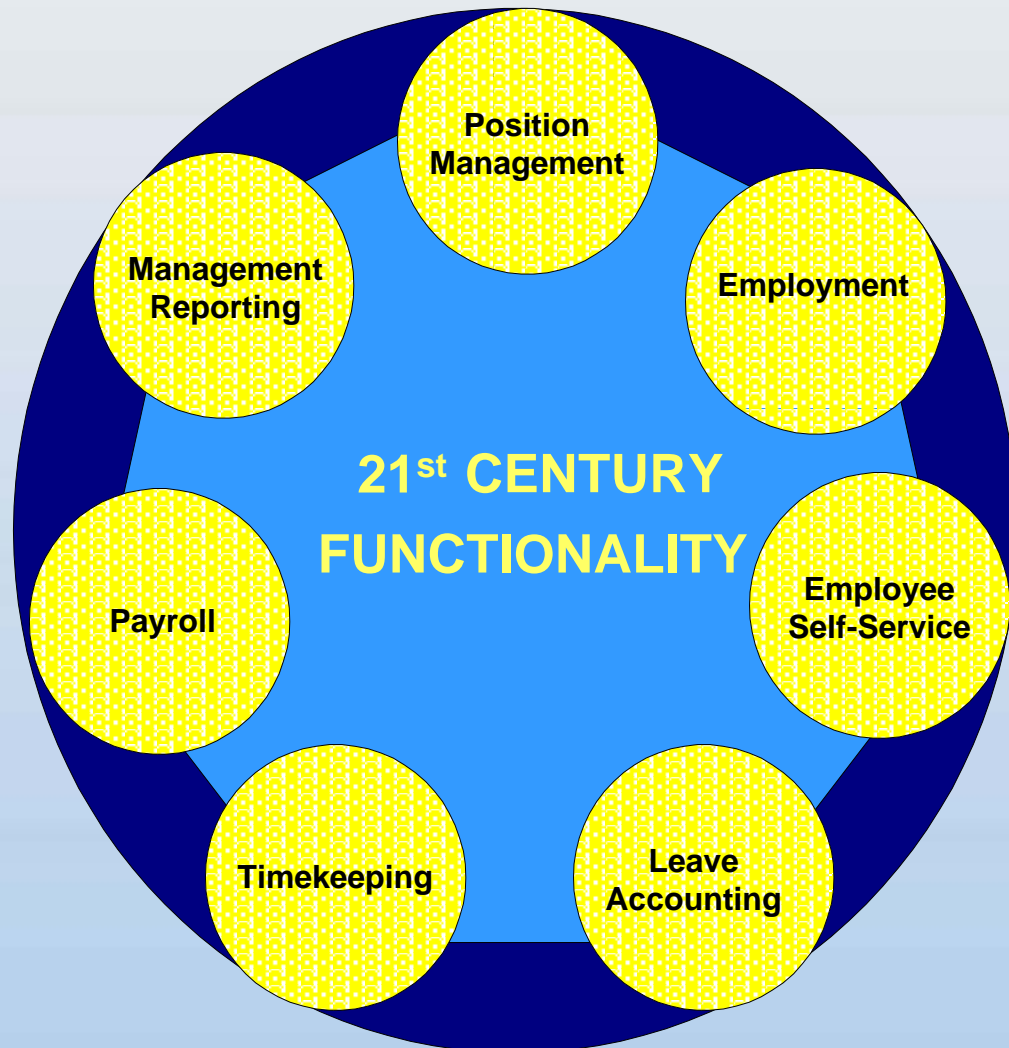 Position
Management
Management
Reporting
Employment
21st CENTURY
FUNCTIONALITY
Employee
Self-Service
Payroll
Timekeeping
Leave
Accounting